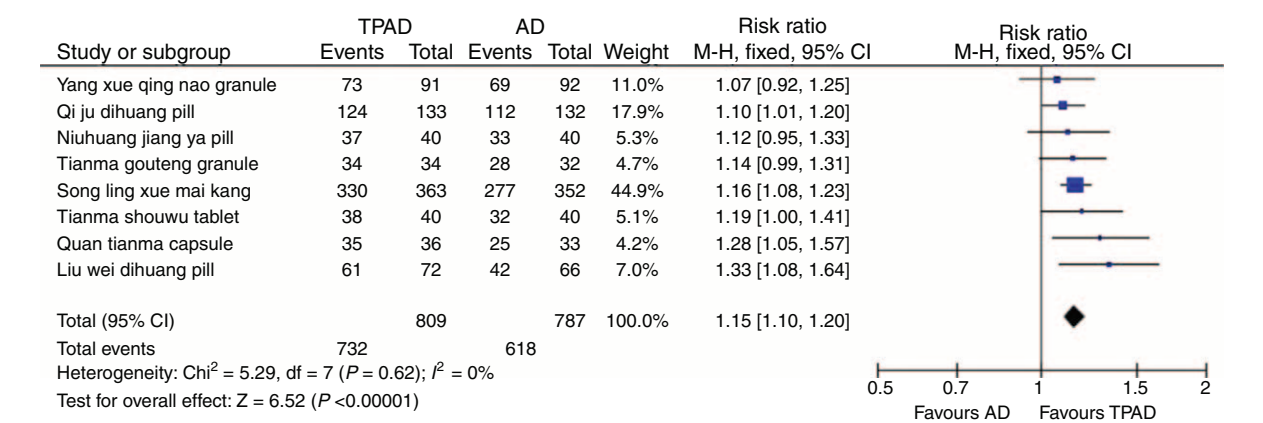 TPAD AD Risk ratio Risk ratio
Study or subgroup Events Total Events Total Weight M-H, fixed, 95% CI M-H, fixed, 95% CI
Yang xue qing nao granule 73 91 69 92 11.0% 1.07 [0.92, 1.25]
Qi ju dihuang pill 124 133 112 132 17.9% 1.10 [1.01, 1.20]
Niuhuang jiang ya pill 37 40 33 40 5.3% 1.12 [0.95, 1.33]
Tianma gouteng granule 34 34 28 32 4.7% 1.14 [0.99, 1.31]
Song ling xue mai kang 330 363 277 352 44.9% 1.16 [1.08, 1.23]
Tianma shouwu tablet 38 40 32 40 5.1% 1.19 [1.00, 1.41]
Quan tianma capsule 35 36 25 33 4.2% 1.28 [1.05, 1.57]
Liu wei dihuang pill 61 72 42 66 7.0% 1.33 [1.08, 1.64]
Total (95% CI) 809 787 100.0% 1.15 [1.10, 1.20]
Total events 732 618
Heterogeneity: Chi² = 5.29, df = 7 (P = 0.62); I² = 0%
Test for overall effect: Z = 6.52 (P <0.00001)
0.5 0.7 1 1.5 2
Favours AD Favours TPAD